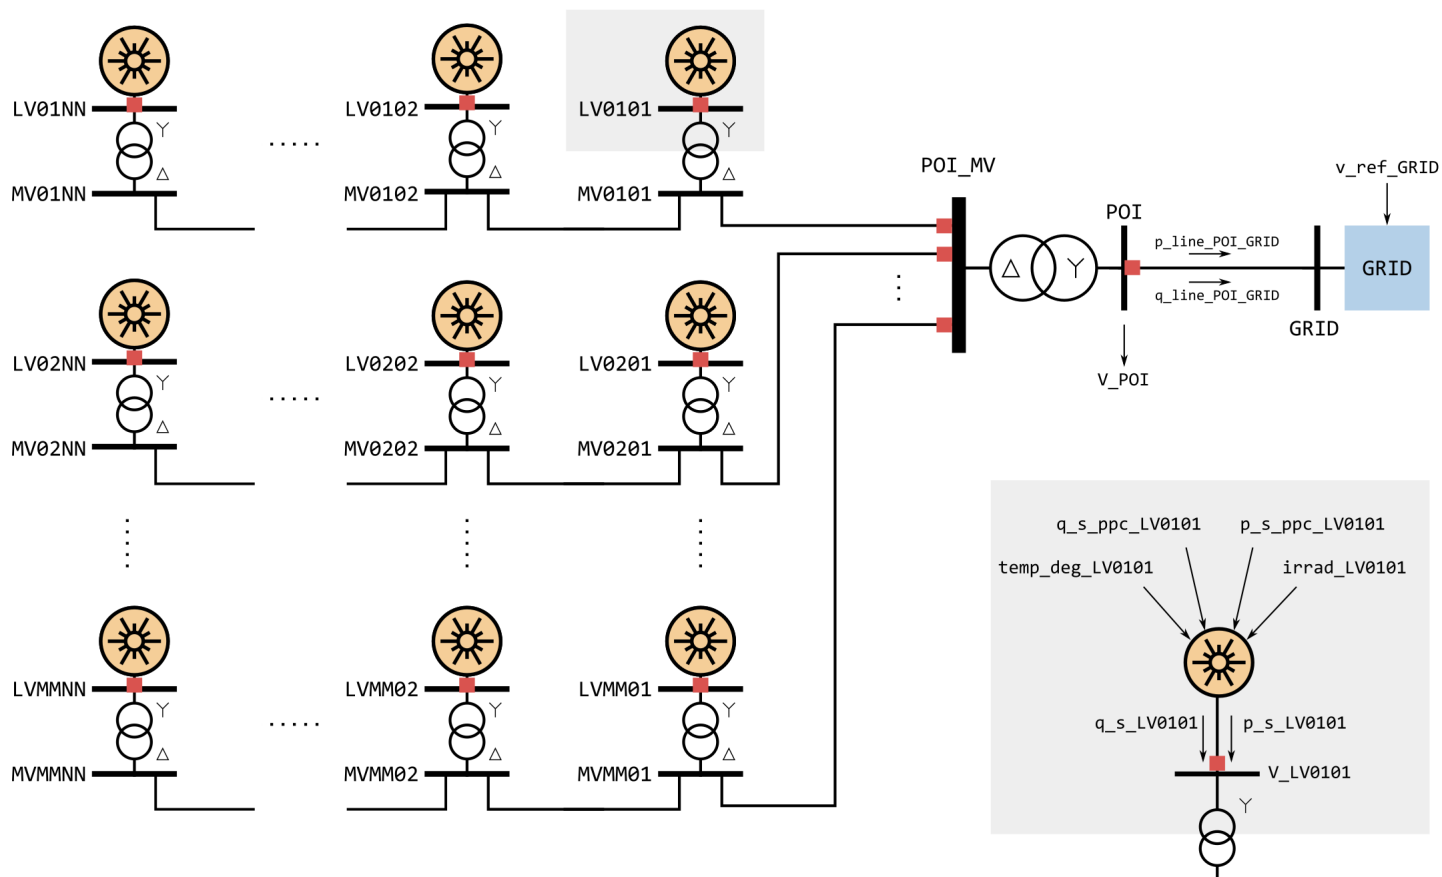 LV01NN
LV0102
LV0101
MV01NN
.....
MV0102
MV0101
POI_MV
POI
v_ref_GRID
p_line_POI_GRID
q_line_POI_GRID
GRID
GRID
V_POI
LV02NN
LV0202
LV0201
MV02NN
.....
MV0202
MV0201
LVMMNN
LVMM02
LVMM01
MVMMNN
.....
MVMM02
MVMM01
q_s_ppc_LV0101
p_s_ppc_LV0101
temp_deg_LV0101
irrad_LV0101
q_s_LV0101
p_s_LV0101
V_LV0101